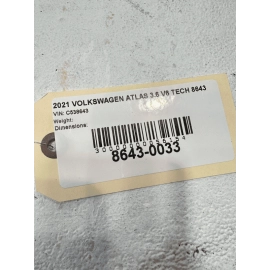 2021 VOLKSWAGEN ATLAS 3.6 V6 TECH 8643
VIN: C538643
Weight:
Dimensions:
8643-0033